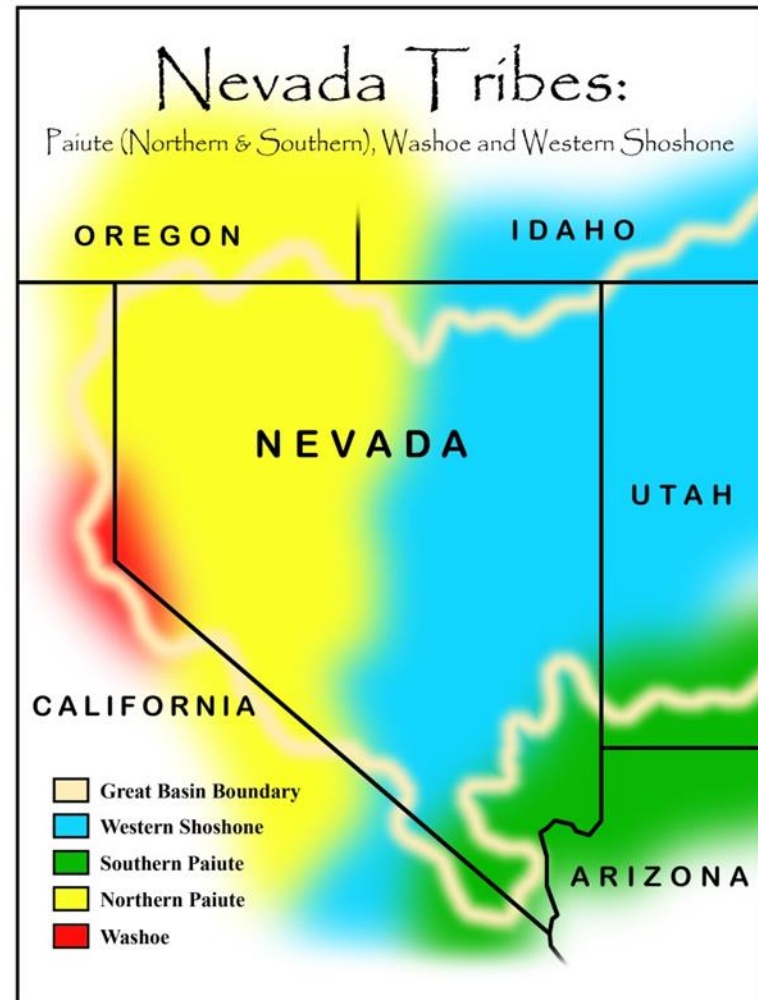 Nevada Tribes:
Paiute (Northern & Southern), Washoe and Western Shoshone
OREGON
IDAHO
NEVADA
UTAH
CALIFORNIA
Great Basin Boundary
Western Shoshone
Southern Paiute
Northern Paiute
Washoe
ARIZONA